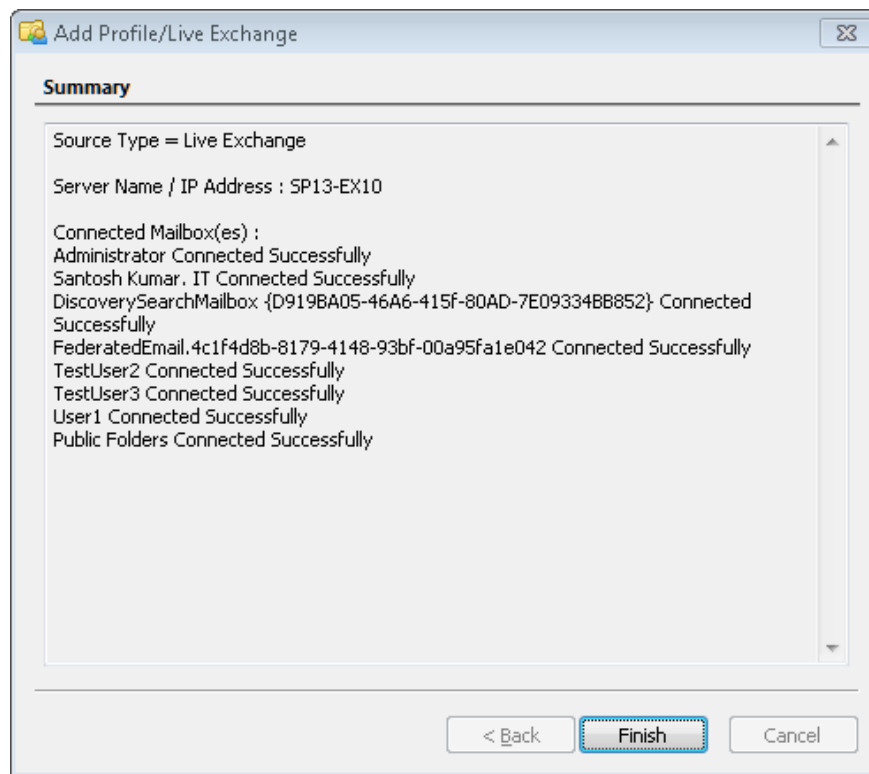 Add Profile/Live Exchange
Summary
Source Type = Live Exchange
Server Name / IP Address : SP13-EX10
Connected Mailbox(es) :
Administrator Connected Successfully
Santosh Kumar. IT Connected Successfully
DiscoverySearchMailbox {D919BA05-46A6-415f-80AD-7E09334BB852} Connected
Successfully
FederatedEmail.4c1f4d8b-8179-4148-93bf-00a95fa1e042 Connected Successfully
TestUser2 Connected Successfully
TestUser3 Connected Successfully
User1 Connected Successfully
Public Folders Connected Successfully
< Back Finish Cancel